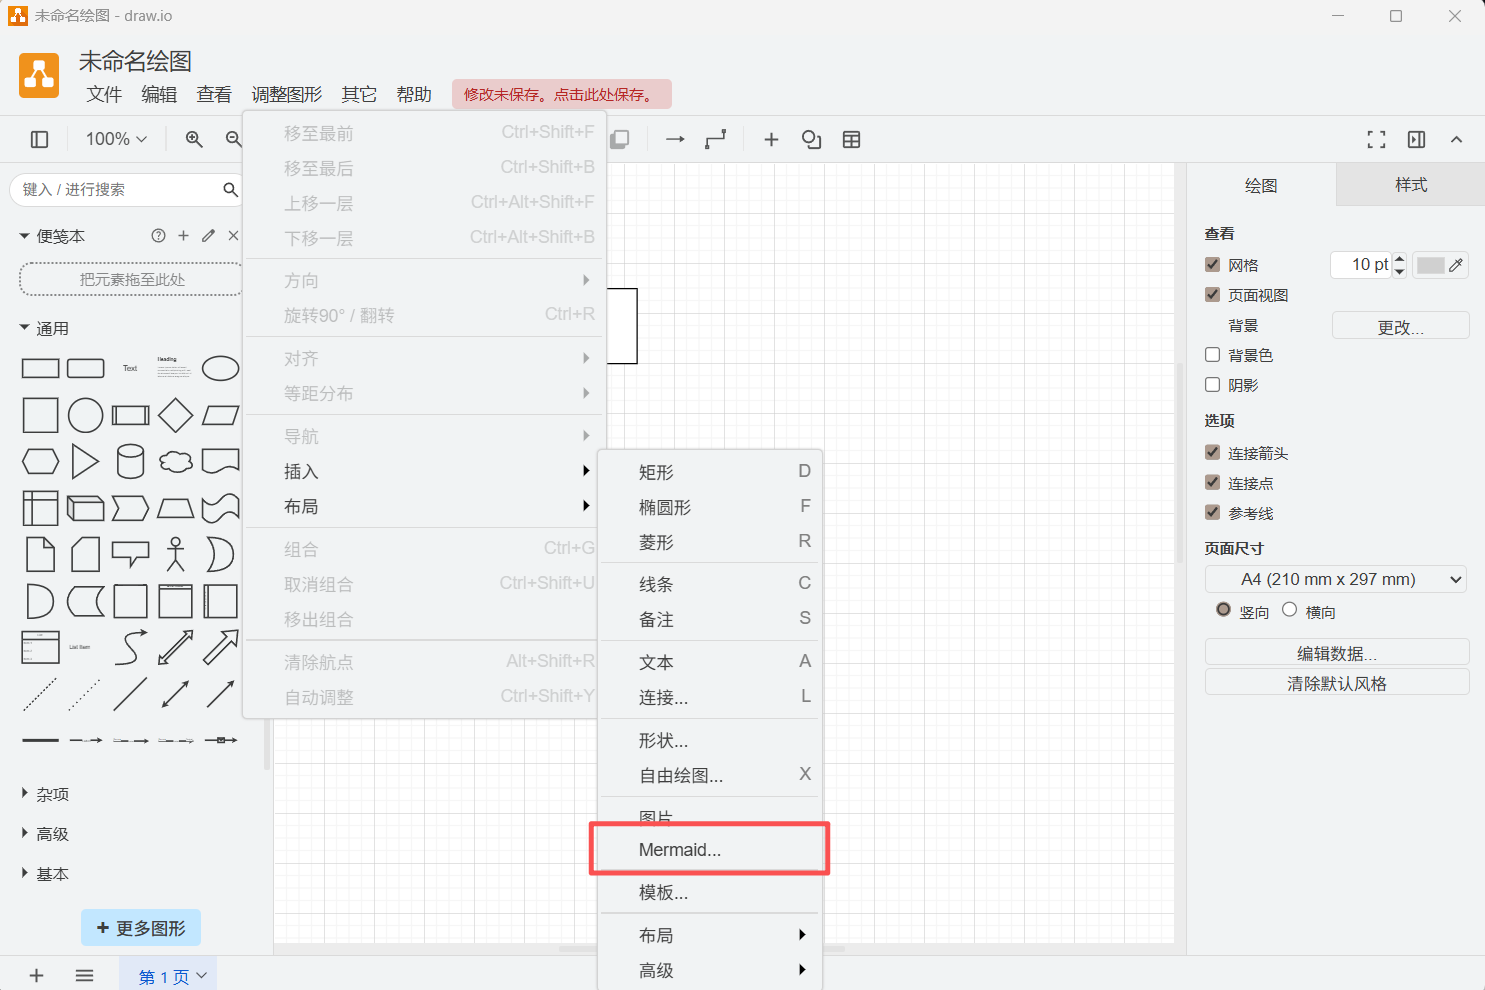 未命名绘图 - draw.io
未命名绘图
文件 编辑 查看 调整图形 其它 帮助 修改未保存。点击此处保存。
100%
键入 / 进行搜索
便笺本
把元素拖至此处
通用
Text
Heading
List Item
杂项
高级
基本
+ 更多图形
第 1 页
移至最前 Ctrl+Shift+F
移至最后 Ctrl+Shift+B
上移一层 Ctrl+Alt+Shift+F
下移一层 Ctrl+Alt+Shift+B
方向
旋转90° / 翻转 Ctrl+R
对齐
等距分布
导航
插入
布局
组合 Ctrl+G
取消组合 Ctrl+Shift+U
移出组合
清除航点 Alt+Shift+R
自动调整 Ctrl+Shift+Y
矩形 D
椭圆形 F
菱形 R
线条 C
备注 S
文本 A
连接... L
形状...
自由绘图... X
图片
Mermaid...
模板...
布局
高级
绘图 样式
查看
网格 10 pt
页面视图
背景 更改...
背景色
阴影
选项
连接箭头
连接点
参考线
页面尺寸
A4 (210 mm x 297 mm)
竖向 横向
编辑数据...
清除默认风格